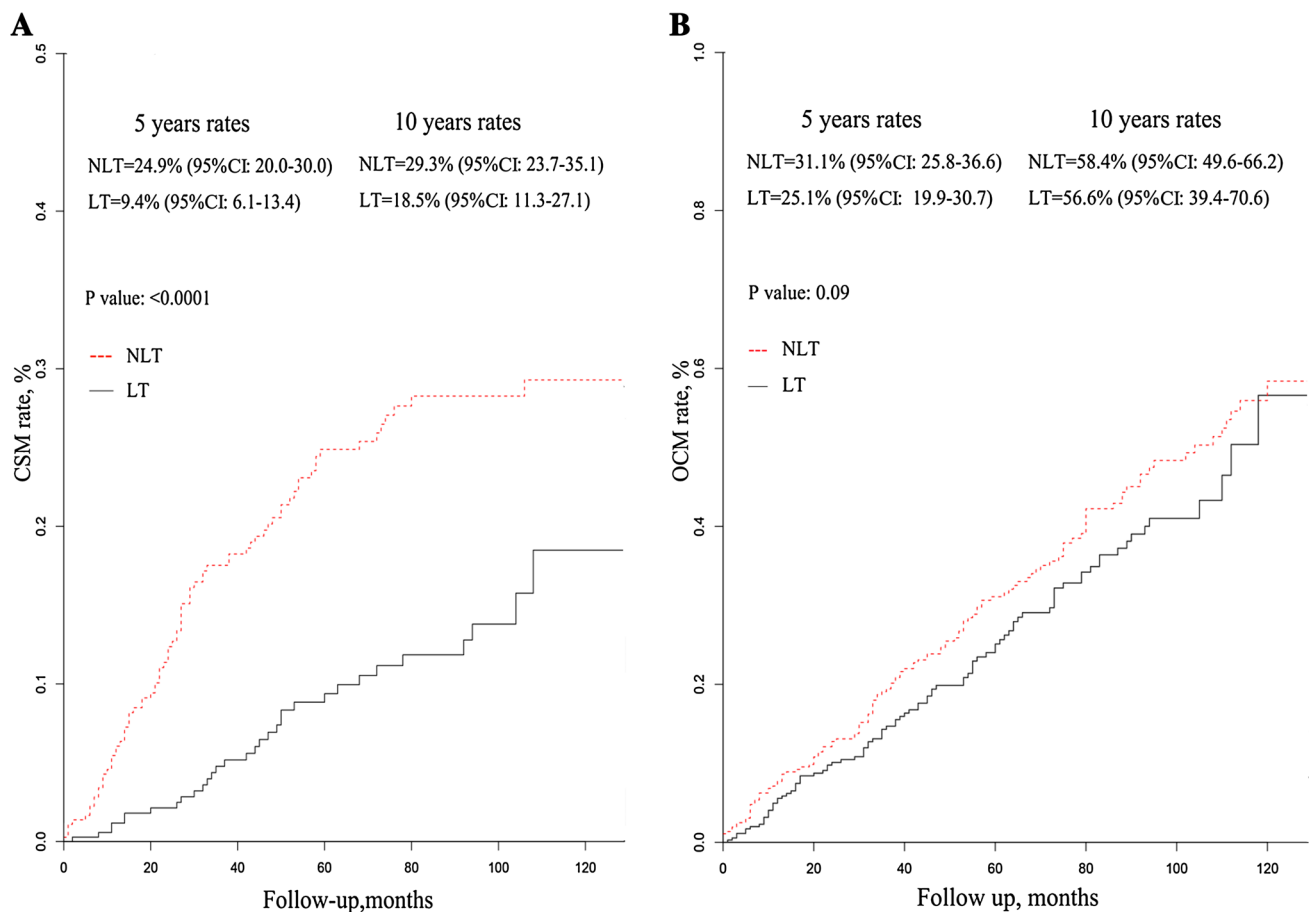 A
0.5
0.4
0.3
0.2
0.1
0.0
CSM rate, %
5 years rates
10 years rates
NLT=24.9% (95%CI: 20.0-30.0)
NLT=29.3% (95%CI: 23.7-35.1)
LT=9.4% (95%CI: 6.1-13.4)
LT=18.5% (95%CI: 11.3-27.1)
P value: <0.0001
NLT
LT
0 20 40 60 80 100 120
Follow-up,months
B
1.0
0.8
0.6
0.4
0.2
0.0
OCM rate, %
5 years rates
10 years rates
NLT=31.1% (95%CI: 25.8-36.6)
NLT=58.4% (95%CI: 49.6-66.2)
LT=25.1% (95%CI: 19.9-30.7)
LT=56.6% (95%CI: 39.4-70.6)
P value: 0.09
NLT
LT
0 20 40 60 80 100 120
Follow up, months